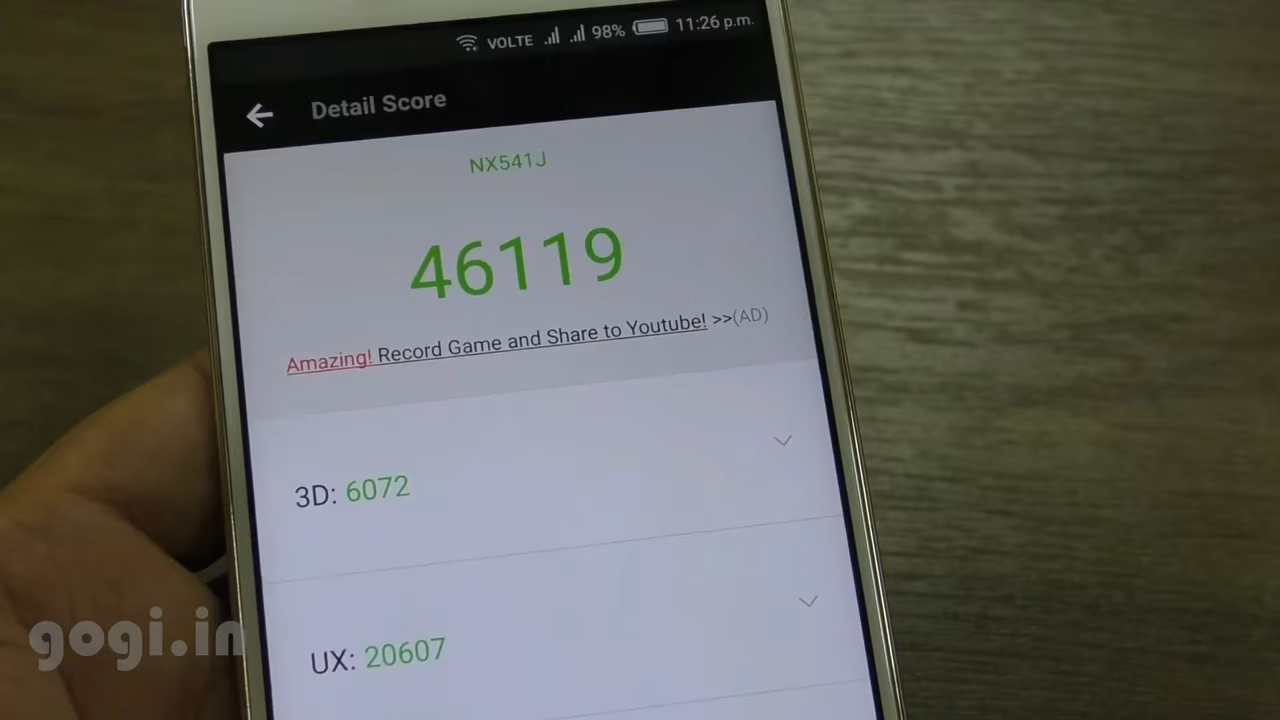 VOLTE 98% 11:26 p.m.
Detail Score
NX541J
46119
Amazing! Record Game and Share to Youtube! >>(AD)
3D: 6072
UX: 20607
gogi.in